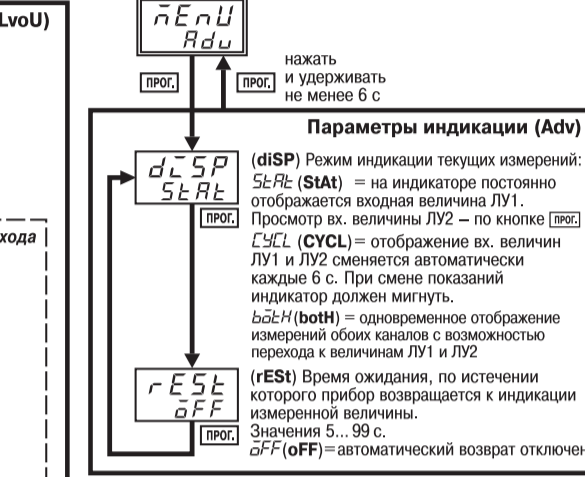 LvoU)
хода
mEnU
Adv
ПРОГ.
ПРОГ.
нажать
и удерживать
не менее 6 с
Параметры индикации (Adv)
diSP
StAt
ПРОГ.
(diSP) Режим индикации текущих измерений:
StAt (StAt) = на индикаторе постоянно
отображается входная величина ЛУ1.
Просмотр вх. величины ЛУ2 – по кнопке ПРОГ.
CYCL (CYCL)= отображение вх. величин
ЛУ1 и ЛУ2 сменяется автоматически
каждые 6 с. При смене показаний
индикатор должен мигнуть.
botH (botH) = одновременное отображение
измерений обоих каналов с возможностью
перехода к величинам ЛУ1 и ЛУ2
rESt
oFF
ПРОГ.
(rESt) Время ожидания, по истечении
которого прибор возвращается к индикации
измеренной величины.
Значения 5... 99 с.
oFF (oFF)=автоматический возврат отключен